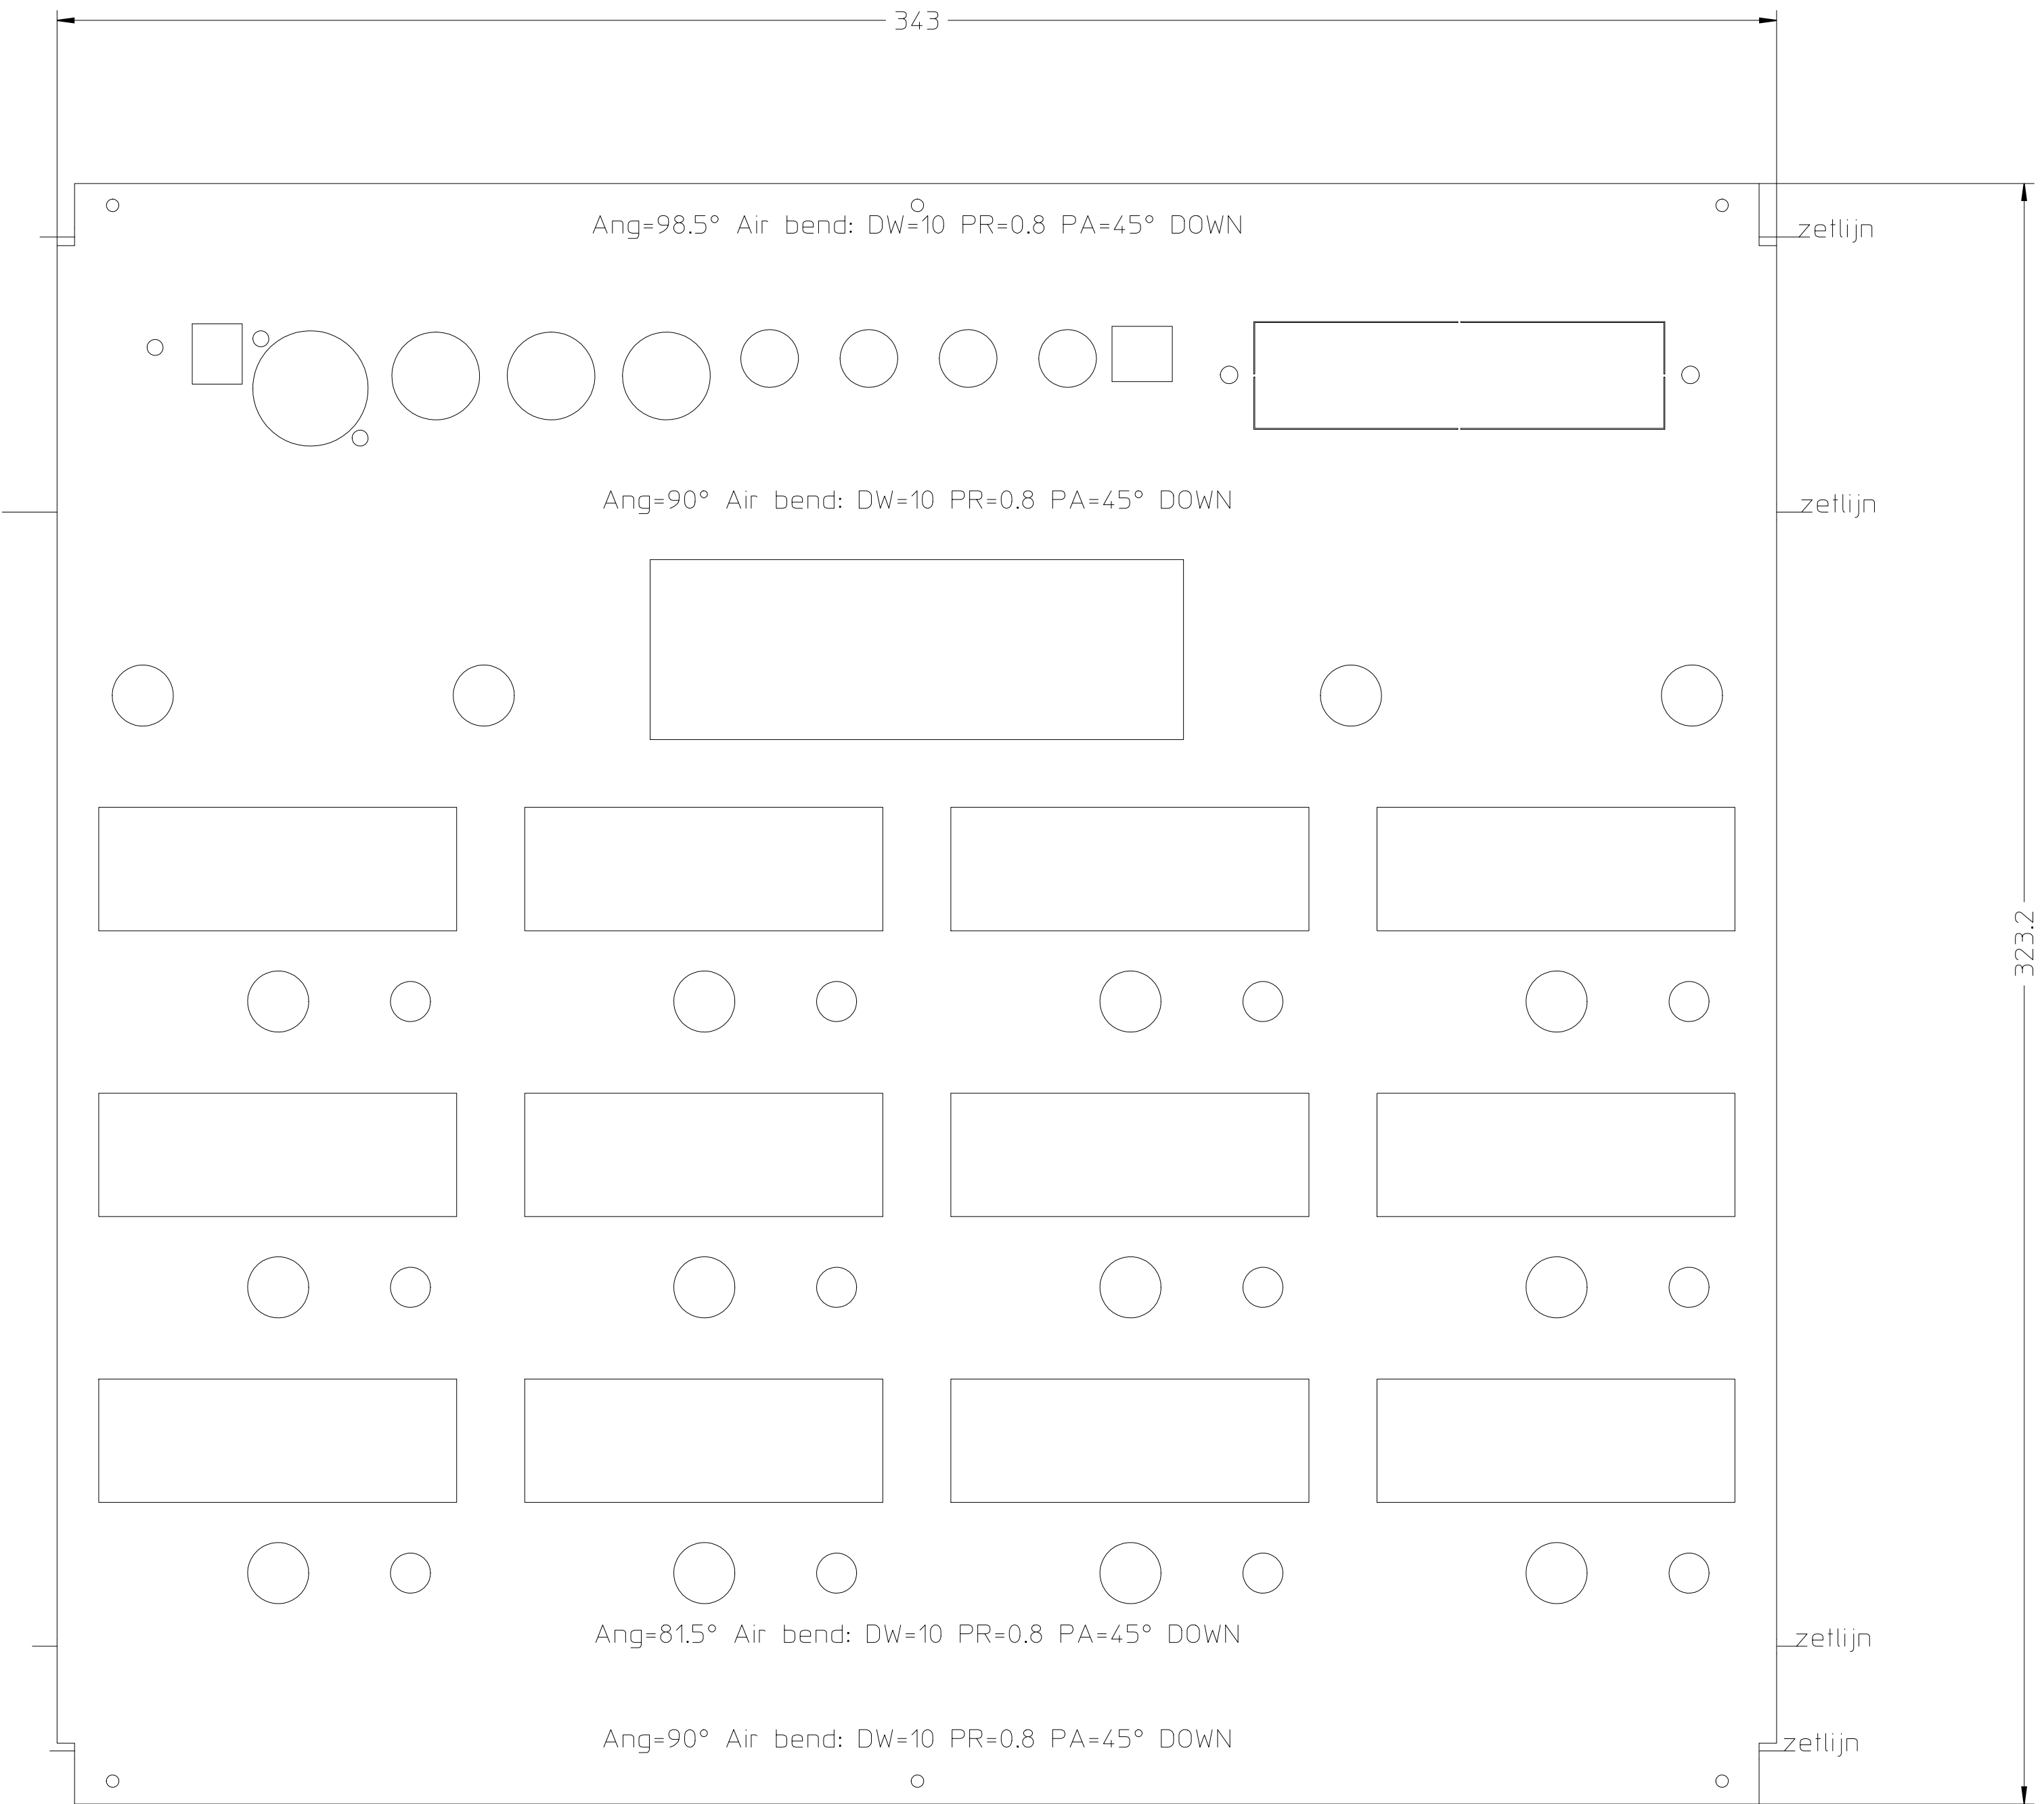 343
Ang=98.5° Air bend: DW=10 PR=0.8 PA=45° DOWN
zetlijn
Ang=90° Air bend: DW=10 PR=0.8 PA=45° DOWN
zetlijn
323.2
Ang=81.5° Air bend: DW=10 PR=0.8 PA=45° DOWN
zetlijn
Ang=90° Air bend: DW=10 PR=0.8 PA=45° DOWN
zetlijn